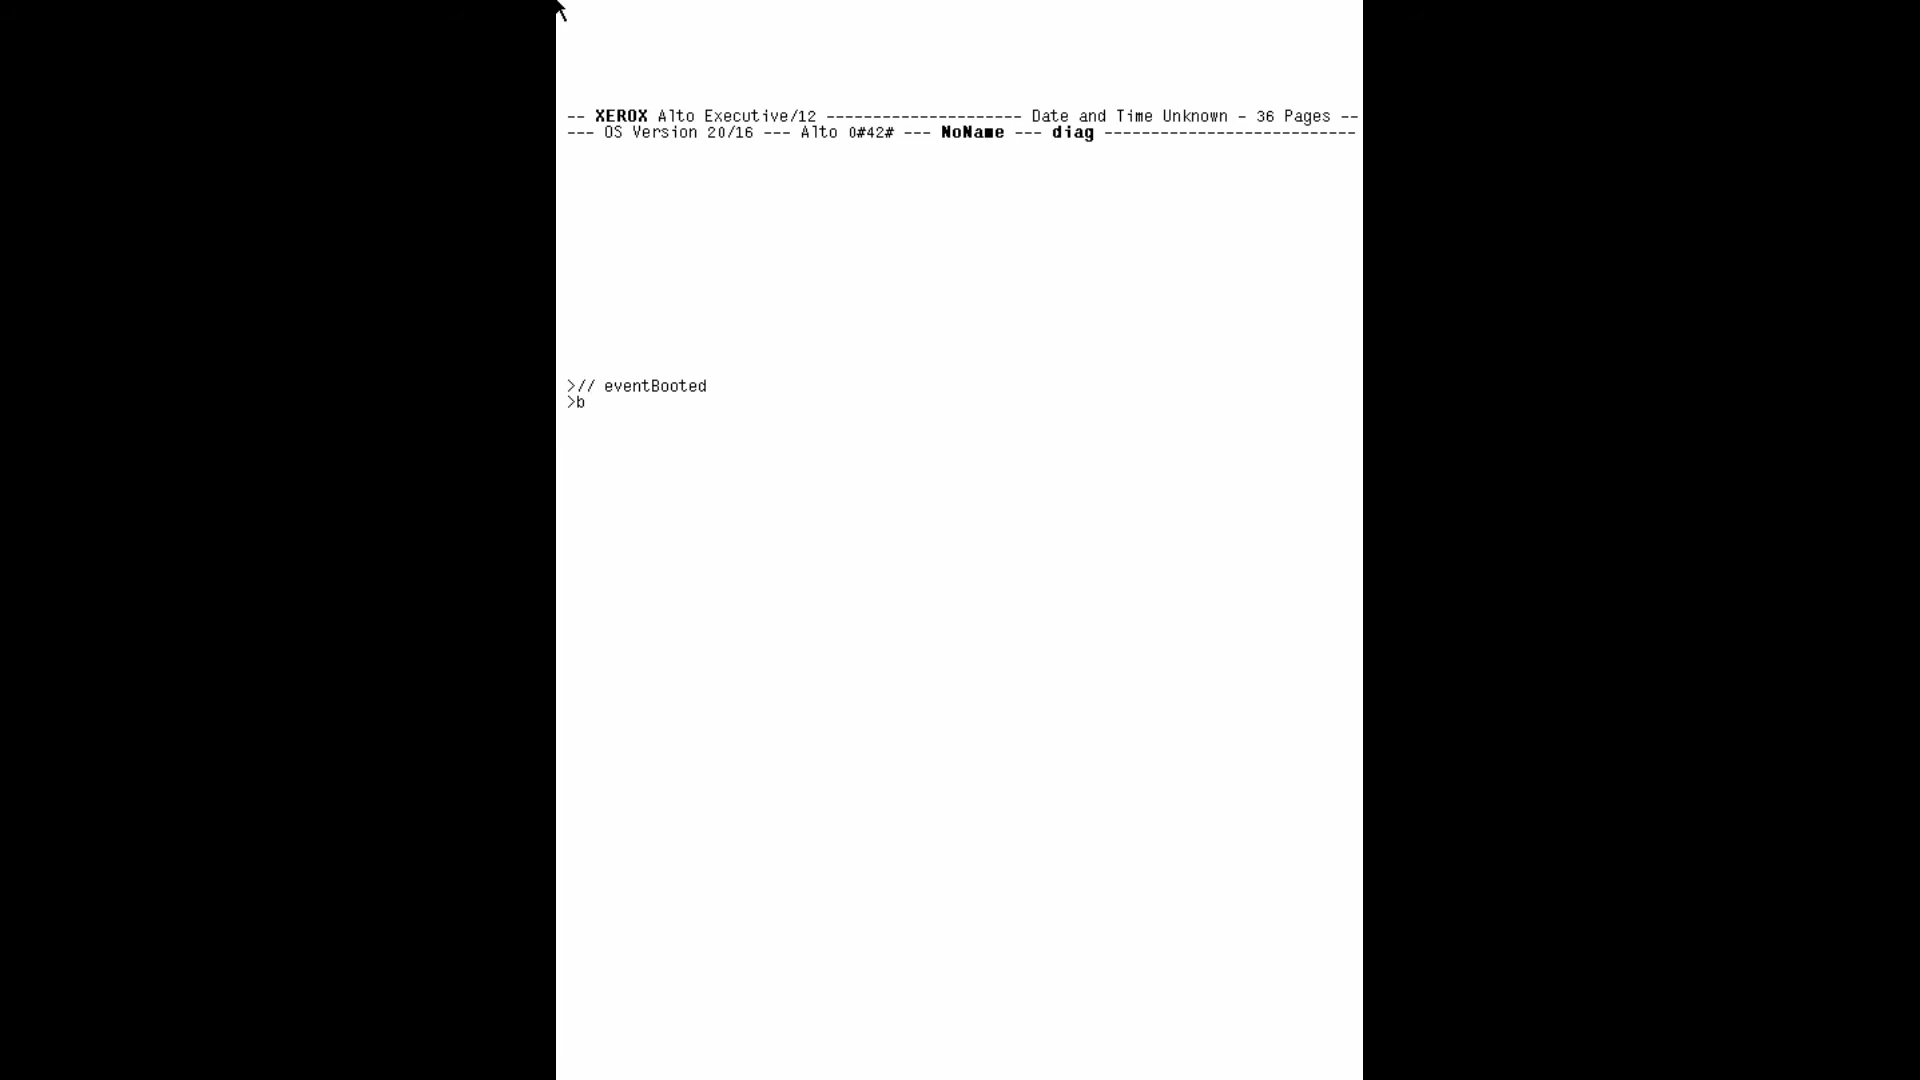 -- XEROX Alto Executive/12 --------------------- Date and Time Unknown - 36 Pages --
--- OS Version 20/16 --- Alto 0#42# --- NoName --- diag ---------------------------
>// eventBooted
>b